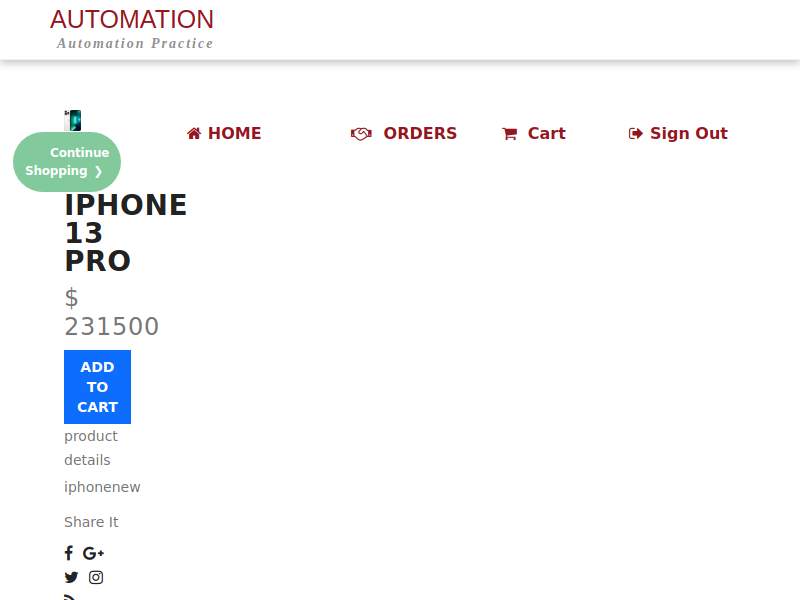 AUTOMATION
Automation Practice
HOME
ORDERS
Cart
Sign Out
Continue
Shopping ❯
IPHONE
13
PRO
$
231500
ADD
TO
CART
product
details
iphonenew
Share It